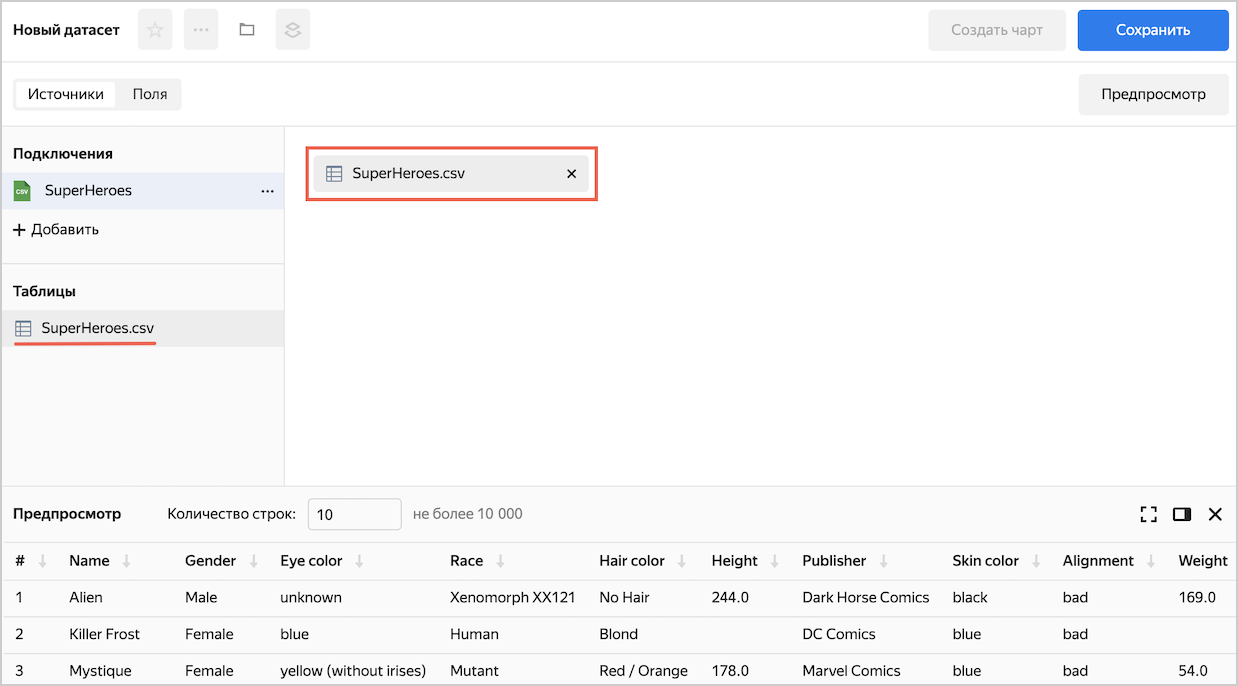 Новый датасет
Создать чарт
Сохранить
Источники
Поля
Предпросмотр
Подключения
CSV
SuperHeroes
+ Добавить
Таблицы
SuperHeroes.csv
SuperHeroes.csv
Предпросмотр Количество строк: 10 не более 10 000
# Name Gender Eye color Race Hair color Height Publisher Skin color Alignment Weight
1 Alien Male unknown Xenomorph XX121 No Hair 244.0 Dark Horse Comics black bad 169.0
2 Killer Frost Female blue Human Blond DC Comics blue bad
3 Mystique Female yellow (without irises) Mutant Red / Orange 178.0 Marvel Comics blue bad 54.0